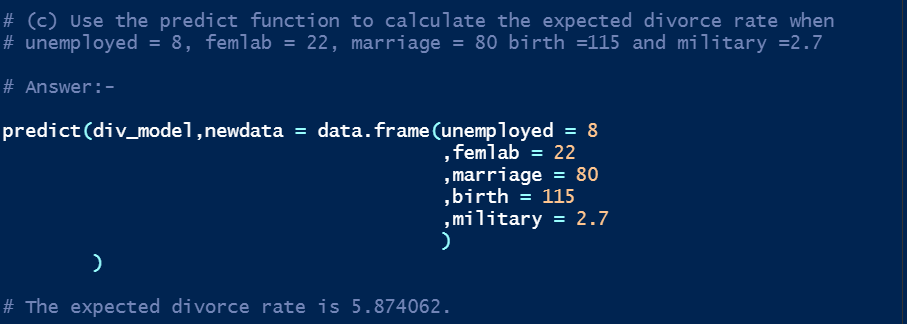 # (c) Use the predict function to calculate the expected divorce rate when
# unemployed = 8, femlab = 22, marriage = 80 birth =115 and military =2.7
# Answer:-
predict(div_model,newdata = data.frame(unemployed = 8
,femlab = 22
,marriage = 80
,birth = 115
,military = 2.7
)
)
# The expected divorce rate is 5.874062.